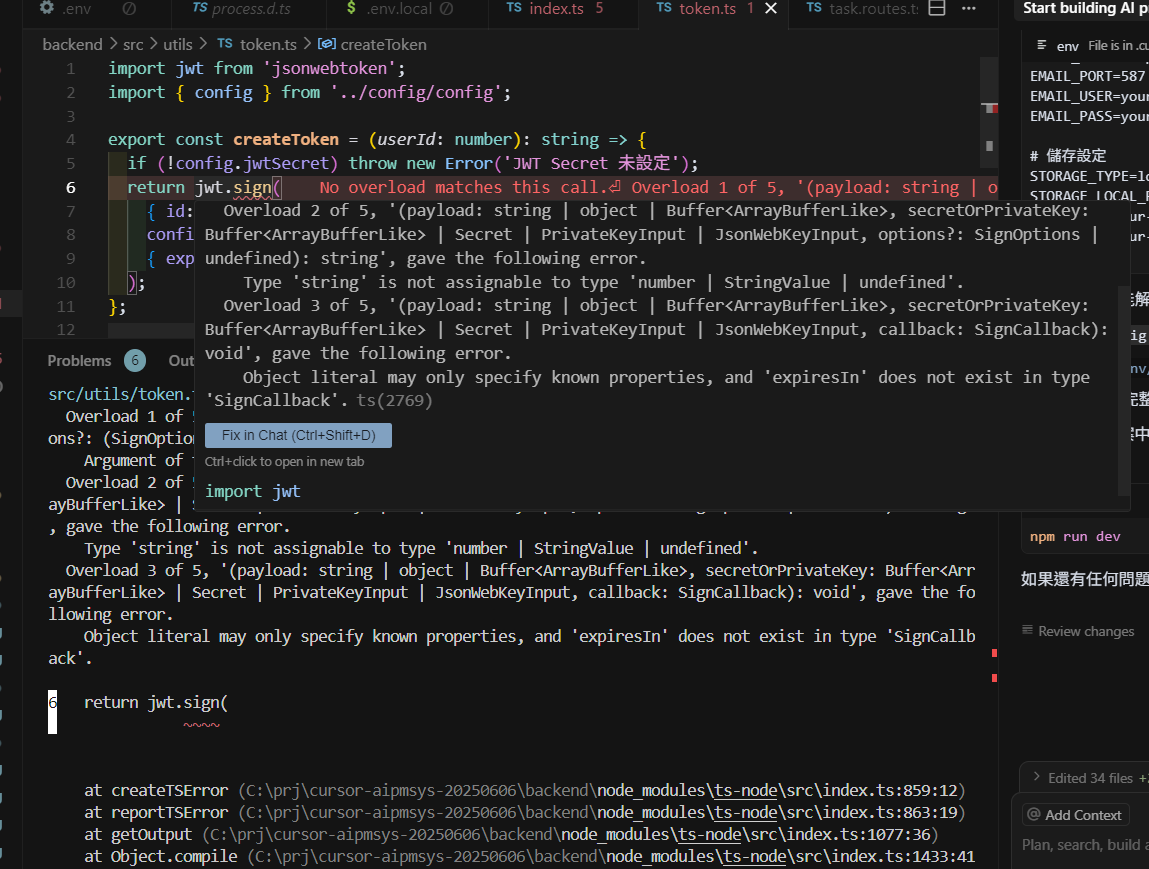 .env
TS process.d.ts
$ .env.local
TS index.ts 5
TS token.ts 1
TS task.routes.t
Start building AI p
backend > src > utils > TS token.ts > createToken
1 import jwt from 'jsonwebtoken';
2 import { config } from '../config/config';
3
4 export const createToken = (userId: number): string => {
5 if (!config.jwtSecret) throw new Error('JWT Secret 未設定');
6 return jwt.sign( No overload matches this call.⏎ Overload 1 of 5, '(payload: string | o
7 { id:
8 confi
9 { exp
10 );
11 };
12
Overload 2 of 5, '(payload: string | object | Buffer<ArrayBufferLike>, secretOrPrivateKey:
Buffer<ArrayBufferLike> | Secret | PrivateKeyInput | JsonWebKeyInput, options?: SignOptions |
undefined): string', gave the following error.
Type 'string' is not assignable to type 'number | StringValue | undefined'.
Overload 3 of 5, '(payload: string | object | Buffer<ArrayBufferLike>, secretOrPrivateKey:
Buffer<ArrayBufferLike> | Secret | PrivateKeyInput | JsonWebKeyInput, callback: SignCallback):
void', gave the following error.
Object literal may only specify known properties, and 'expiresIn' does not exist in type
'SignCallback'. ts(2769)
Fix in Chat (Ctrl+Shift+D)
Ctrl+click to open in new tab
import jwt
Problems 6 Out
src/utils/token.
Overload 1 of
ons?: (SignOption
Argument of
Overload 2 of
ayBufferLike> |
, gave the following error.
Type 'string' is not assignable to type 'number | StringValue | undefined'.
Overload 3 of 5, '(payload: string | object | Buffer<ArrayBufferLike>, secretOrPrivateKey: Buffer<Arr
ayBufferLike> | Secret | PrivateKeyInput | JsonWebKeyInput, callback: SignCallback): void', gave the fo
llowing error.
Object literal may only specify known properties, and 'expiresIn' does not exist in type 'SignCallb
ack'.
6 return jwt.sign(
~~~~
at createTSError (C:\prj\cursor-aipmsys-20250606\backend\node_modules\ts-node\src\index.ts:859:12)
at reportTSError (C:\prj\cursor-aipmsys-20250606\backend\node_modules\ts-node\src\index.ts:863:19)
at getOutput (C:\prj\cursor-aipmsys-20250606\backend\node_modules\ts-node\src\index.ts:1077:36)
at Object.compile (C:\prj\cursor-aipmsys-20250606\backend\node_modules\ts-node\src\index.ts:1433:41
env File is in .cu
EMAIL_PORT=587
EMAIL_USER=your
EMAIL_PASS=your
# 儲存設定
STORAGE_TYPE=lo
STORAGE_LOCAL_P
npm run dev
如果還有任何問題
Review changes
> Edited 34 files +
@ Add Context
Plan, search, build a